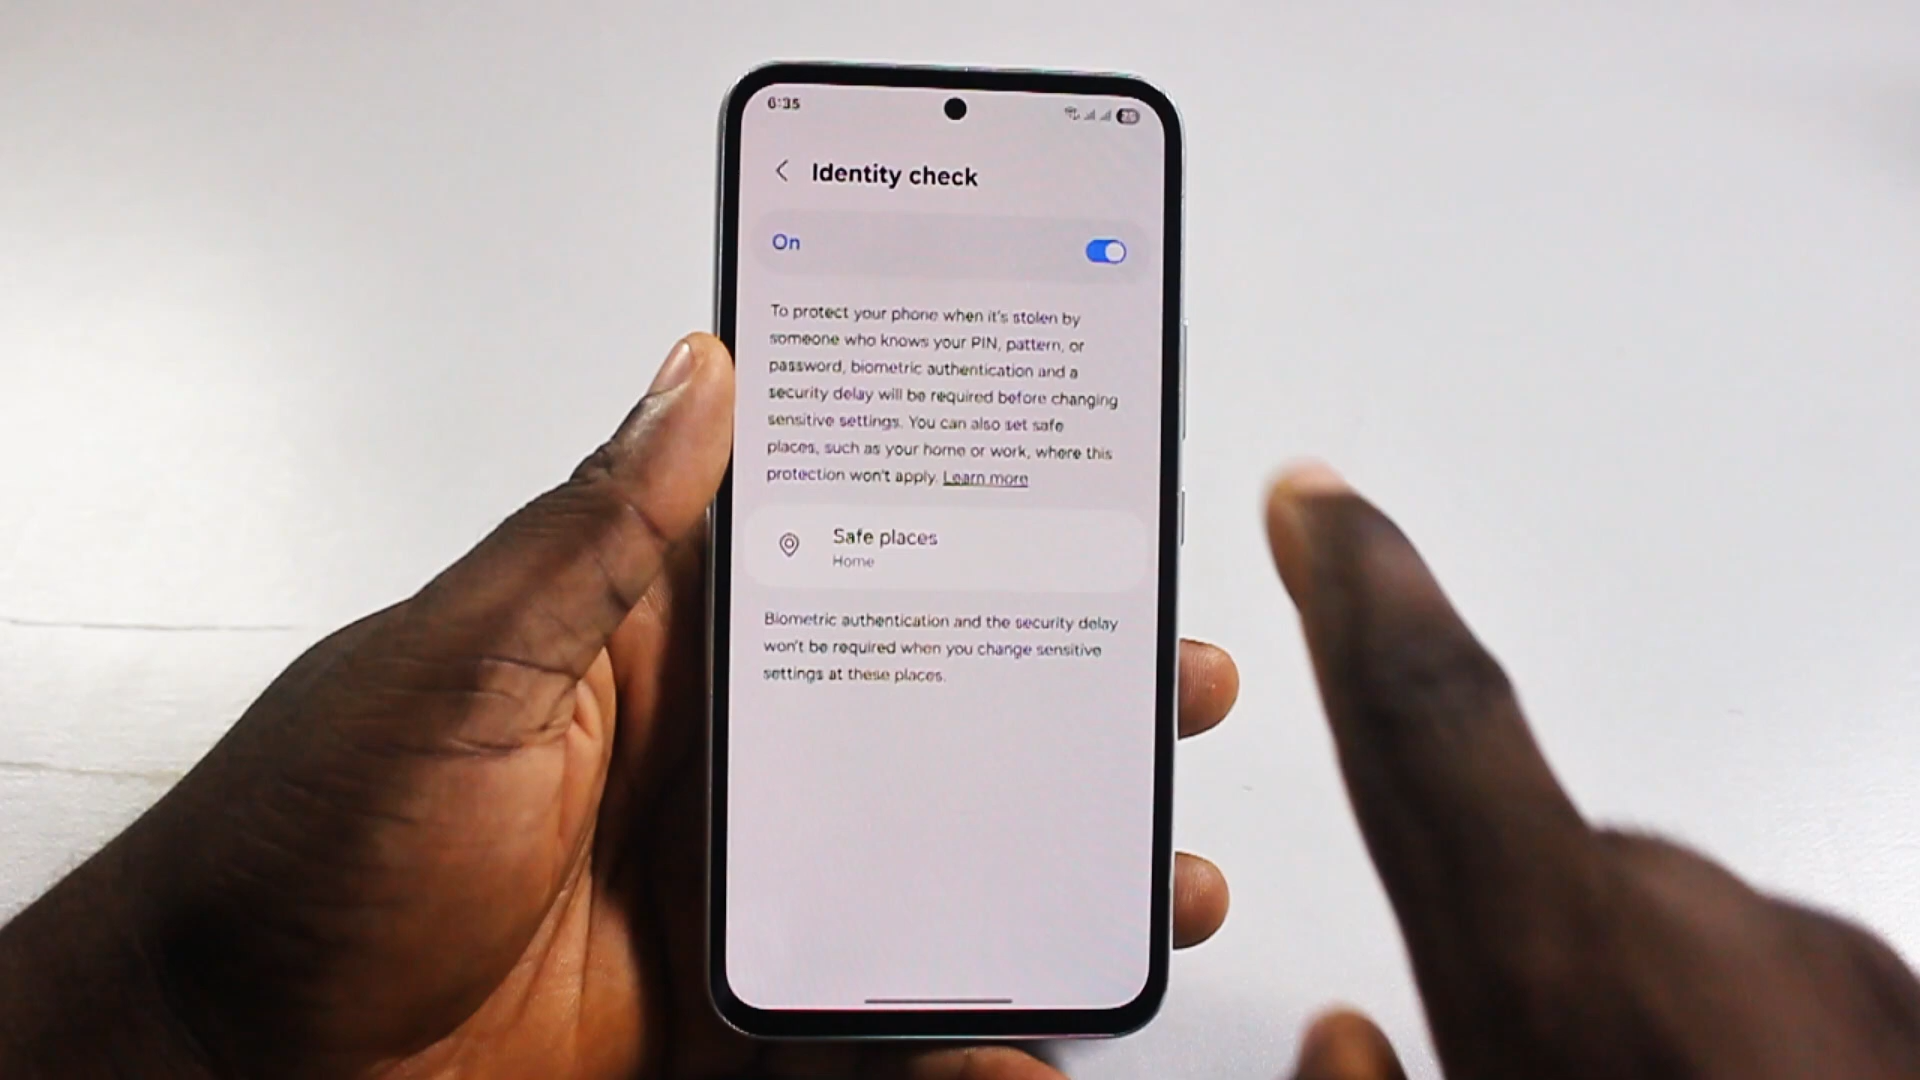 6:35
Identity check
On
To protect your phone when it's stolen by
someone who knows your PIN, pattern, or
password, biometric authentication and a
security delay will be required before changing
sensitive settings. You can also set safe
places, such as your home or work, where this
protection won't apply. Learn more
Safe places
Home
Biometric authentication and the security delay
won't be required when you change sensitive
settings at these places.